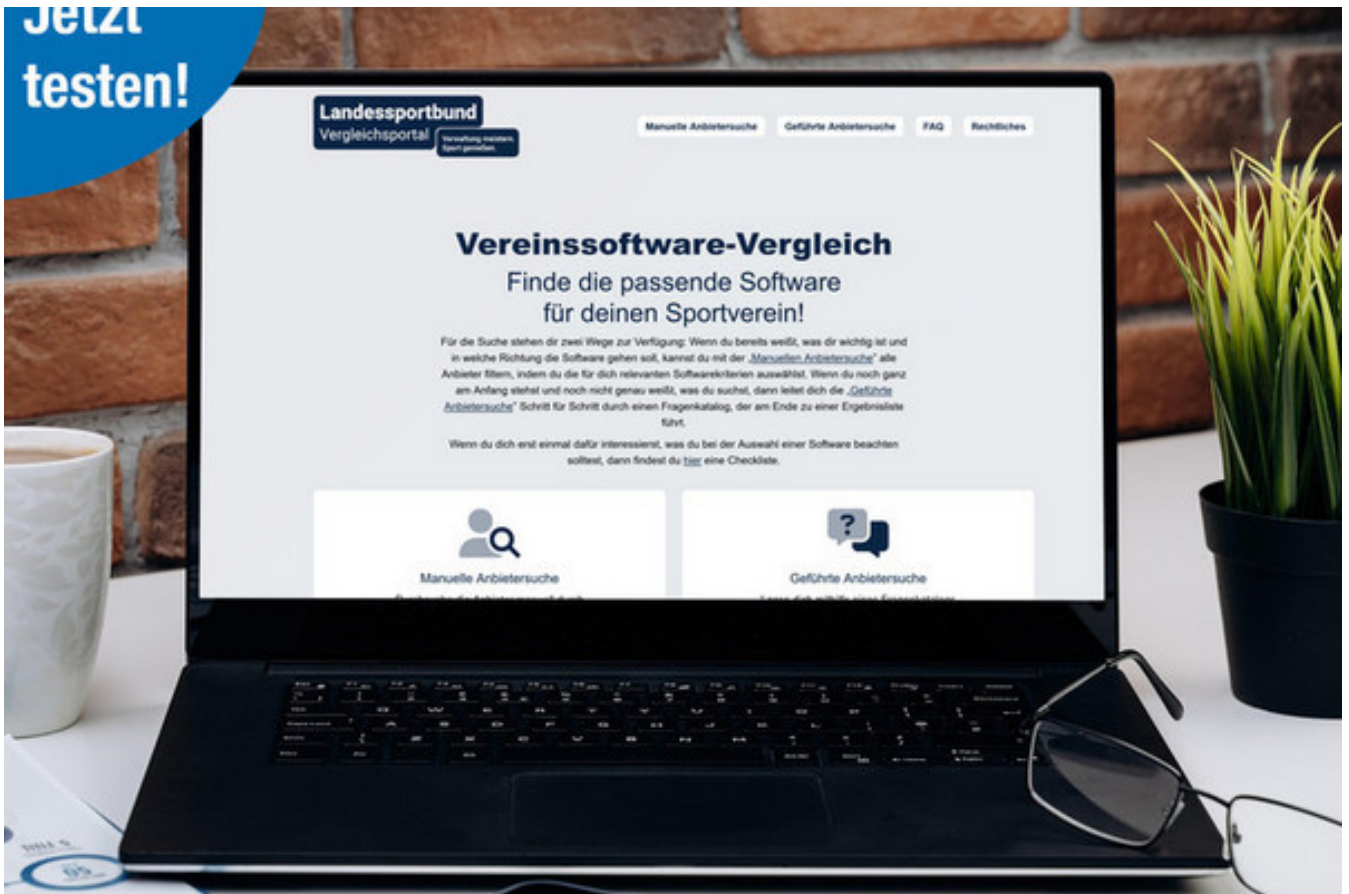 Jetzt
testen!
Landessportbund
Vergleichsportal
Verwaltung meistern.
Sport genießen.
Manuelle Anbietersuche
Geführte Anbietersuche
FAQ
Rechtliches
Vereinssoftware-Vergleich
Finde die passende Software
für deinen Sportverein!
Für die Suche stehen dir zwei Wege zur Verfügung: Wenn du bereits weißt, was dir wichtig ist und
in welche Richtung die Software gehen soll, kannst du mit der „Manuellen Anbietersuche" alle
Anbieter filtern, indem du die für dich relevanten Softwarekriterien auswählst. Wenn du noch ganz
am Anfang stehst und noch nicht genau weißt, was du suchst, dann leitet dich die „Geführte
Anbietersuche" Schritt für Schritt durch einen Fragenkatalog, der am Ende zu einer Ergebnisliste
führt.
Wenn du dich erst einmal dafür interessierst, was du bei der Auswahl einer Software beachten
solltest, dann findest du hier eine Checkliste.
?
Manuelle Anbietersuche
Geführte Anbietersuche